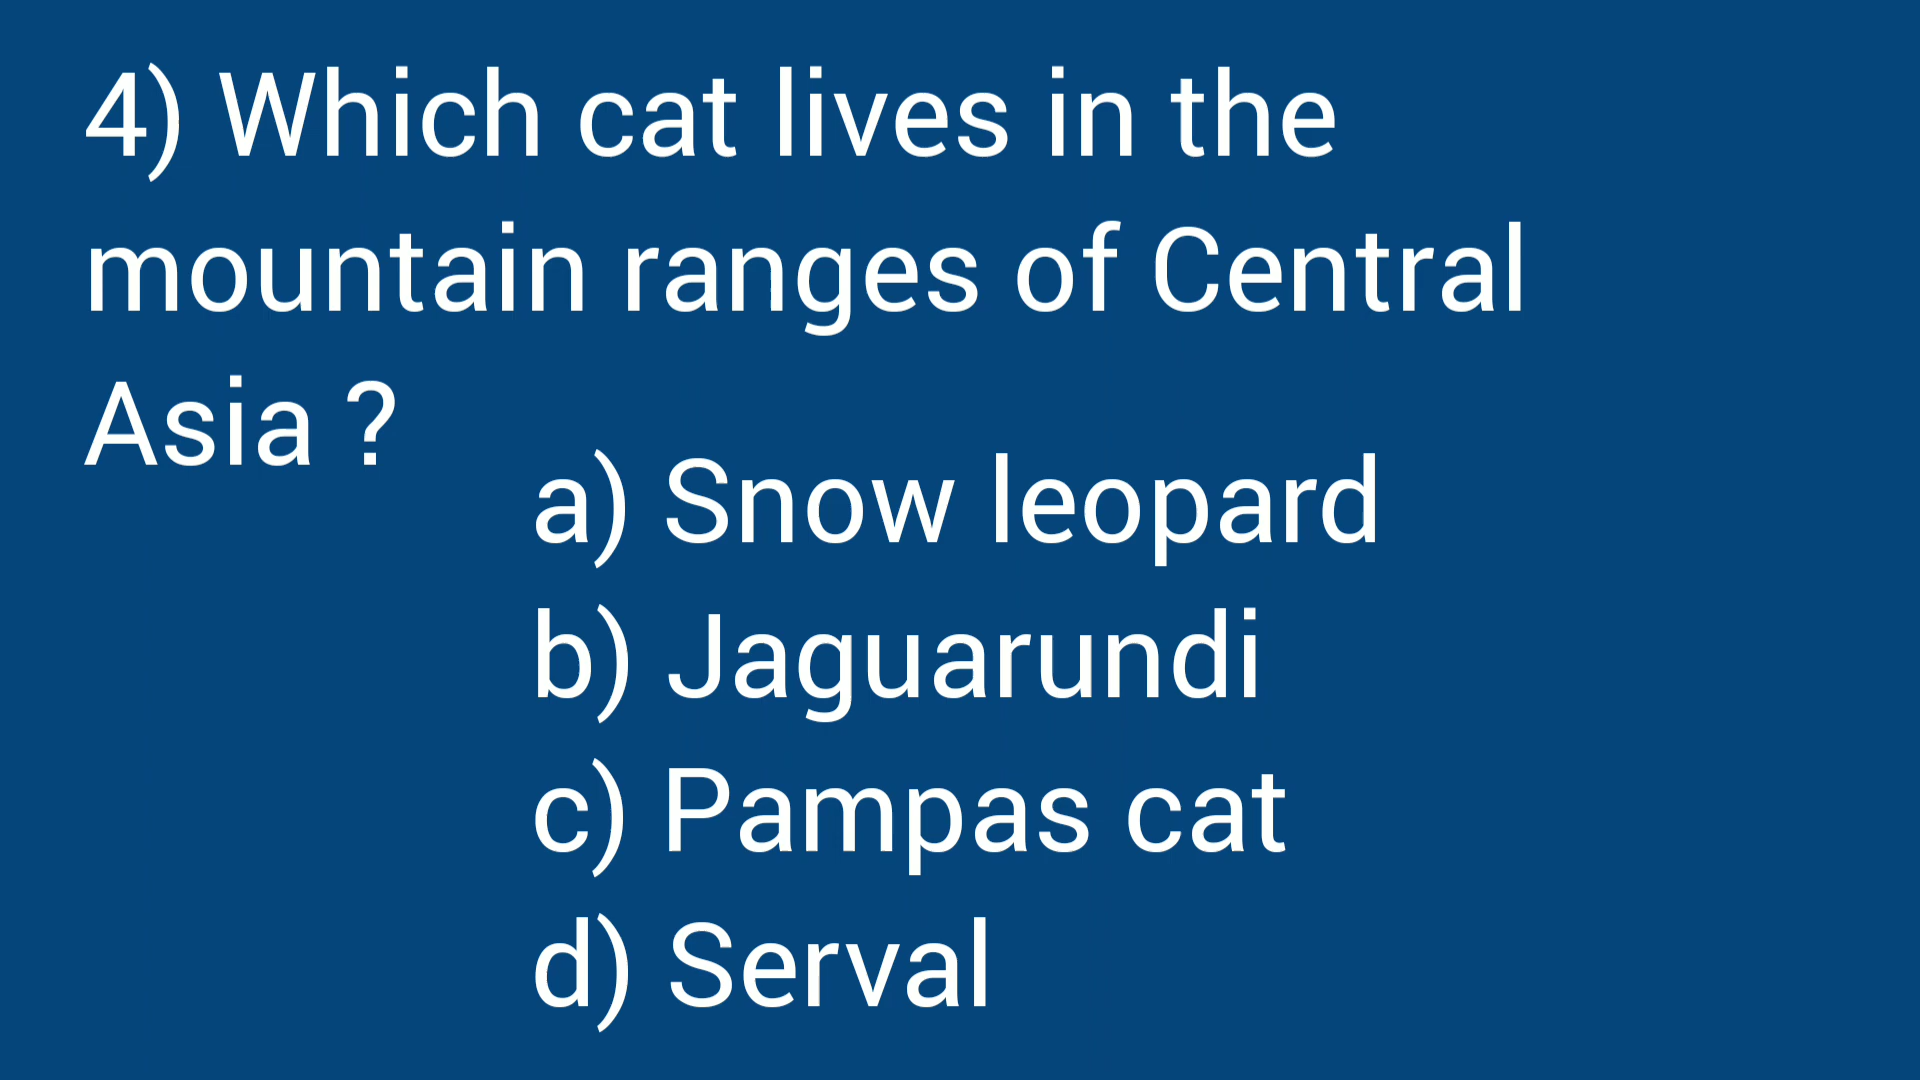 4) Which cat lives in the
mountain ranges of Central
Asia ?
a) Snow leopard
b) Jaguarundi
c) Pampas cat
d) Serval